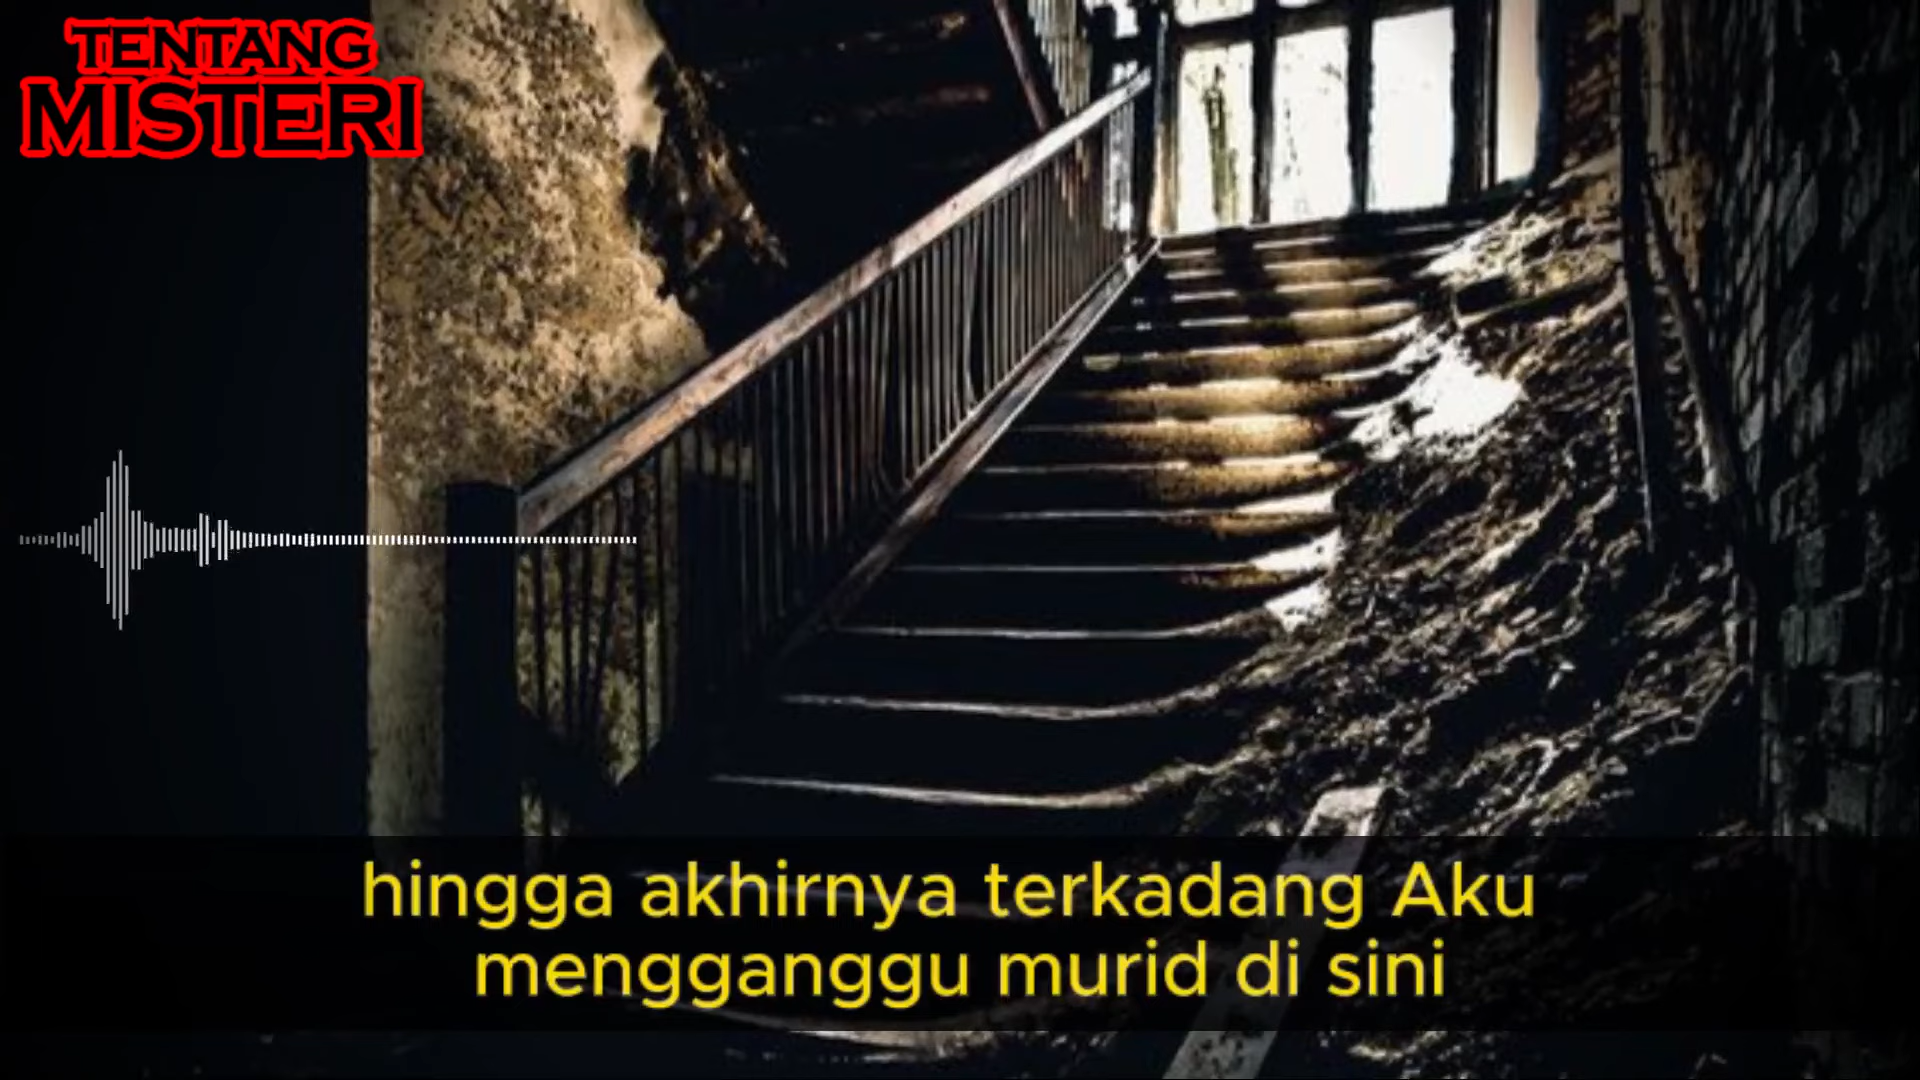 TENTANG
MISTERI
hingga akhirnya terkadang Aku
mengganggu murid di sini